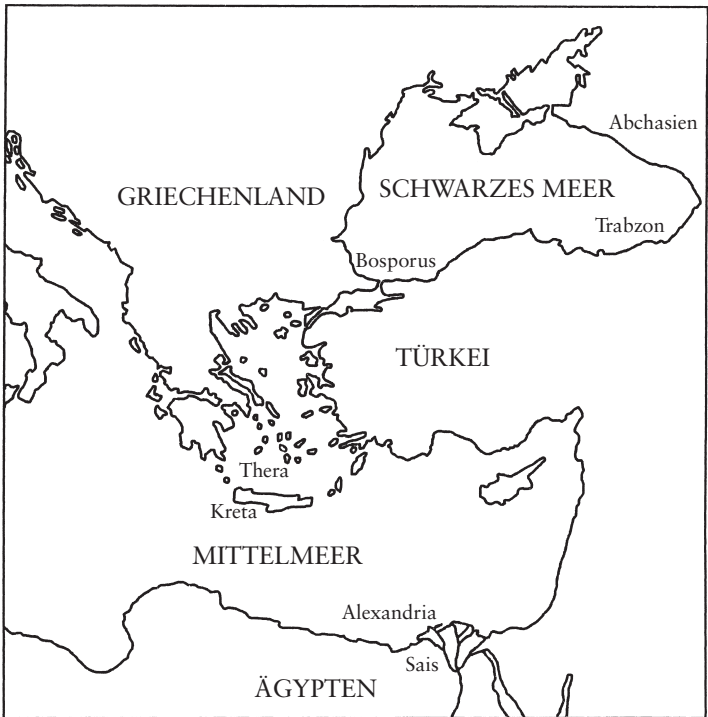 Abchasien
GRIECHENLAND
SCHWARZES MEER
Trabzon
Bosporus
TÜRKEI
Thera
Kreta
MITTELMEER
Alexandria
Sais
ÄGYPTEN